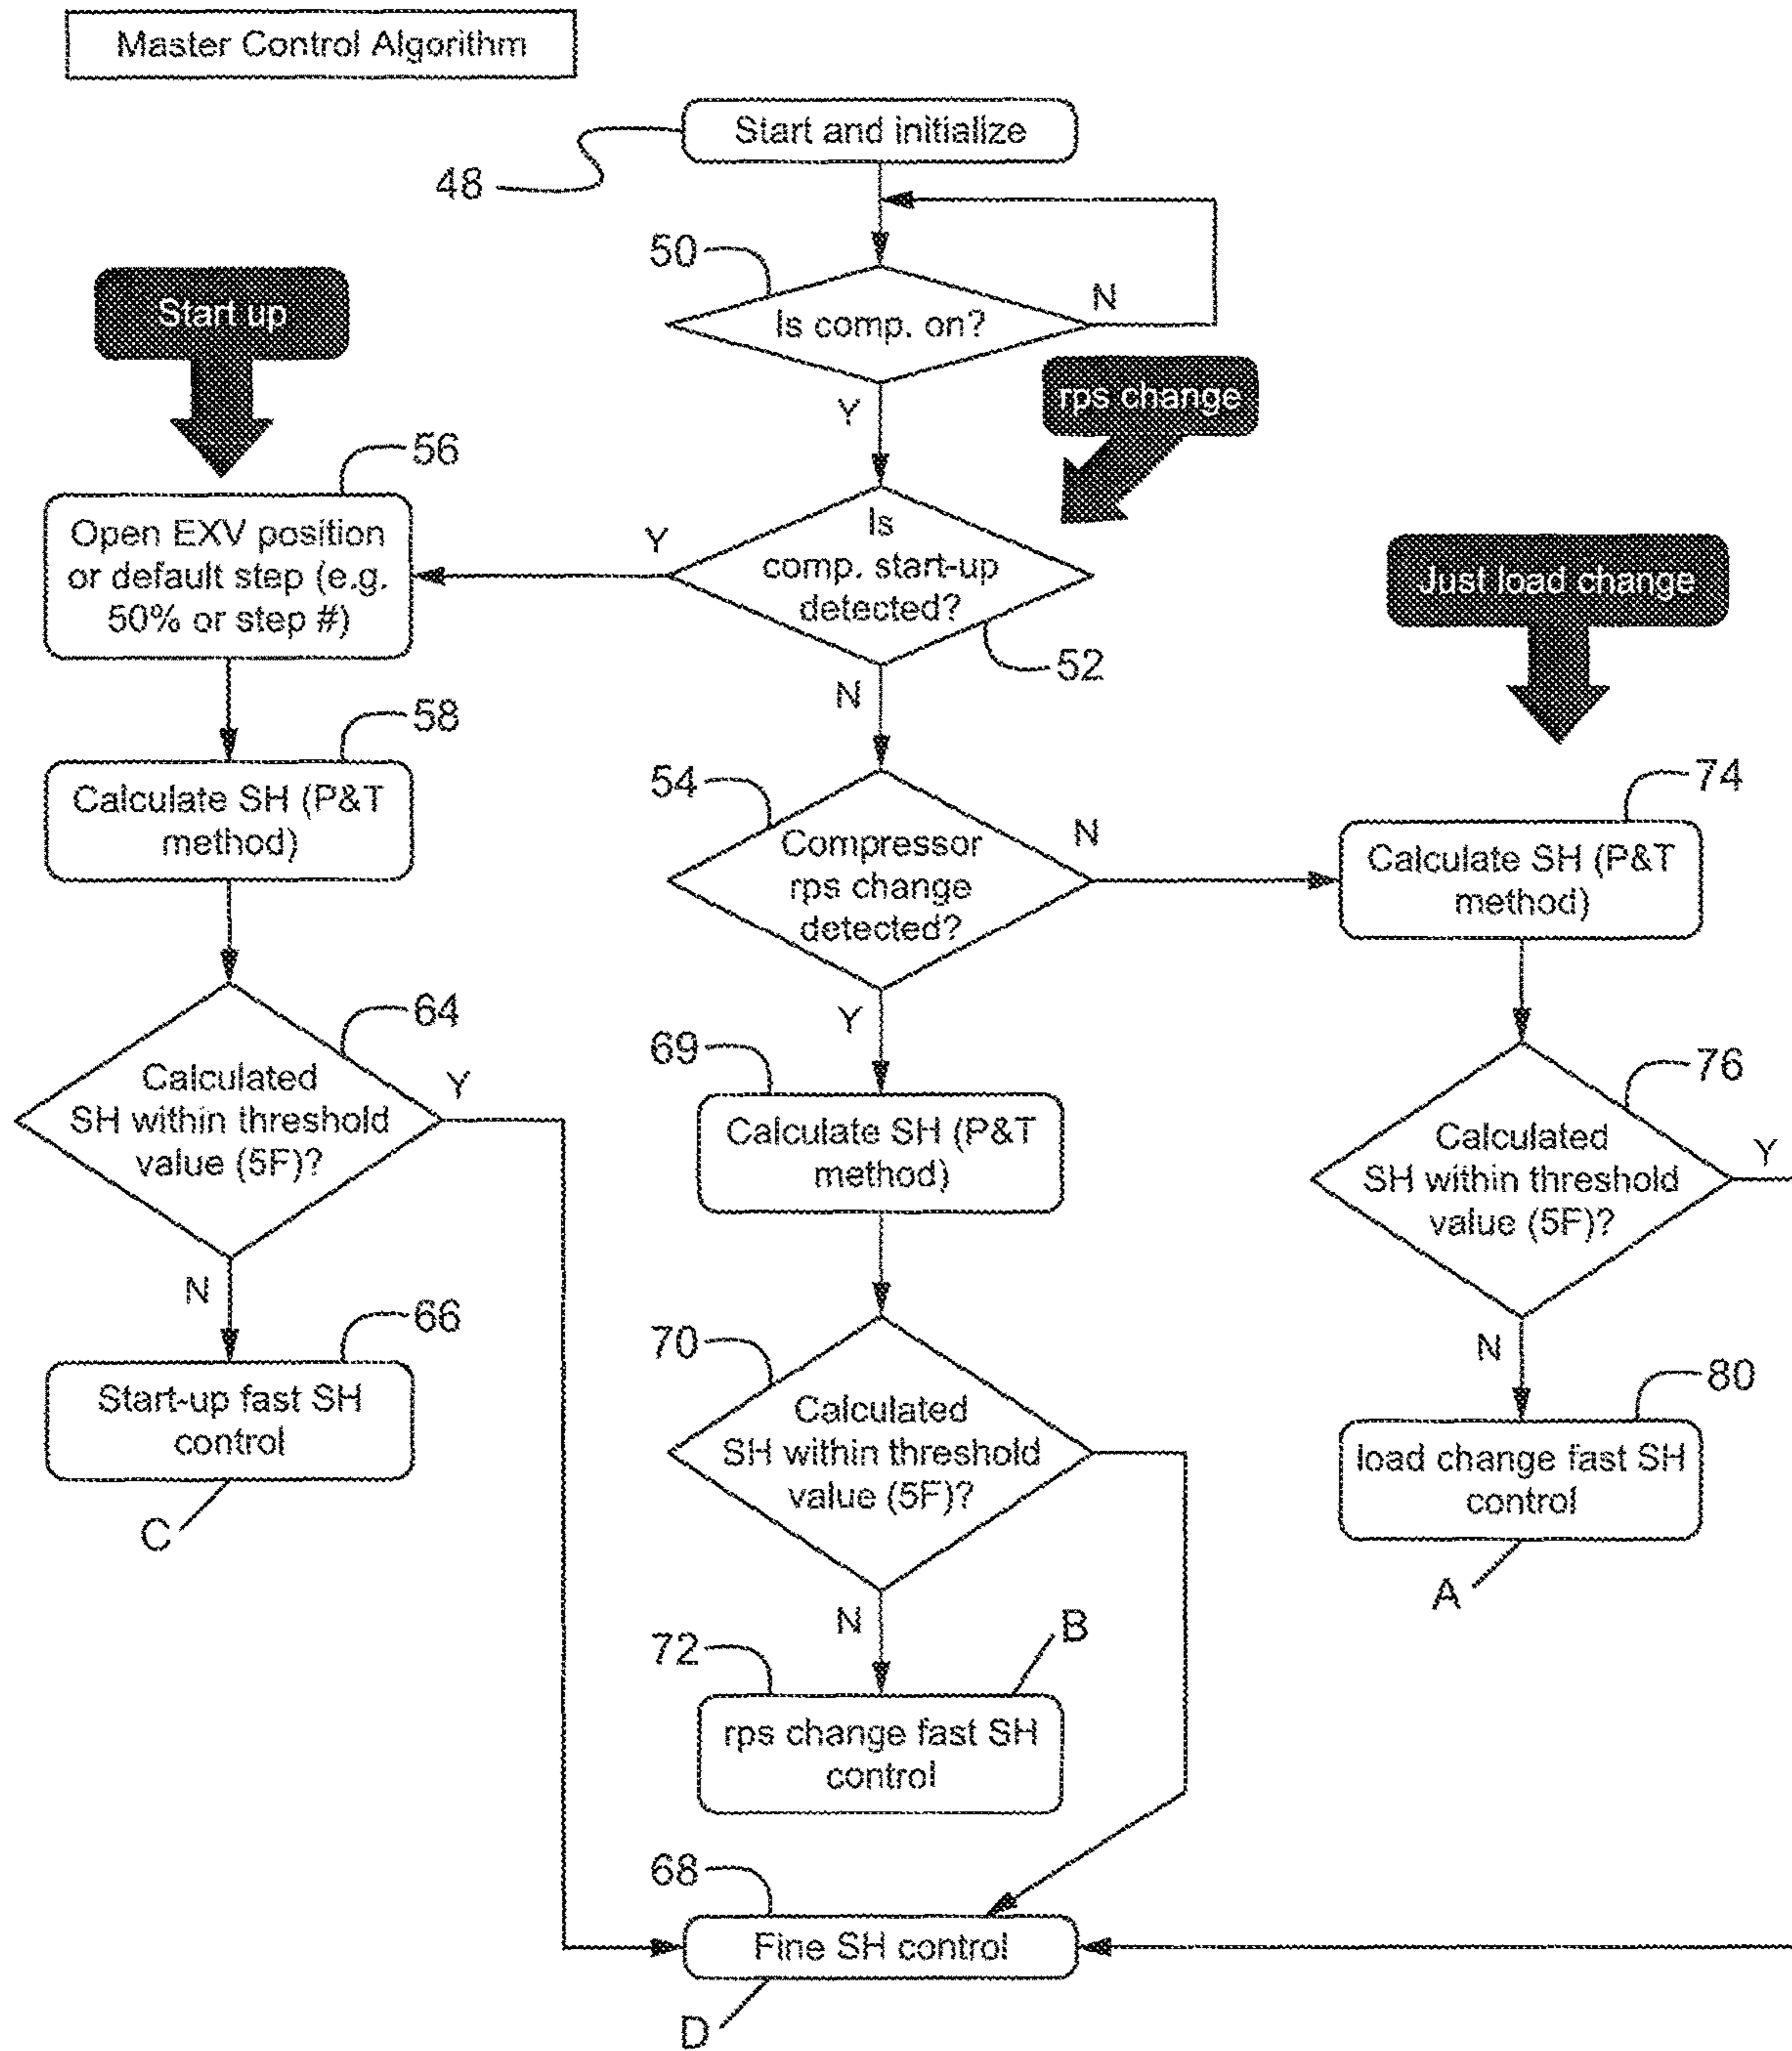 Master Control Algorithm
Start and initialize
48
50
Is comp. on?
N
Y
Start up
rps change
56
Open EXV position
or default step (e.g.
50% or step #)
Y
Is
comp. start-up
detected?
52
N
Just load change
58
Calculate SH (P&T
method)
54
Compressor
rps change
detected?
N
Y
74
Calculate SH (P&T
method)
64
Calculated
SH within threshold
value (5F)?
Y
N
69
Calculate SH (P&T
method)
76
Calculated
SH within threshold
value (5F)?
Y
N
66
Start-up fast SH
control
C
70
Calculated
SH within threshold
value (5F)?
N
80
load change fast SH
control
A
72
B
rps change fast SH
control
68
Fine SH control
D